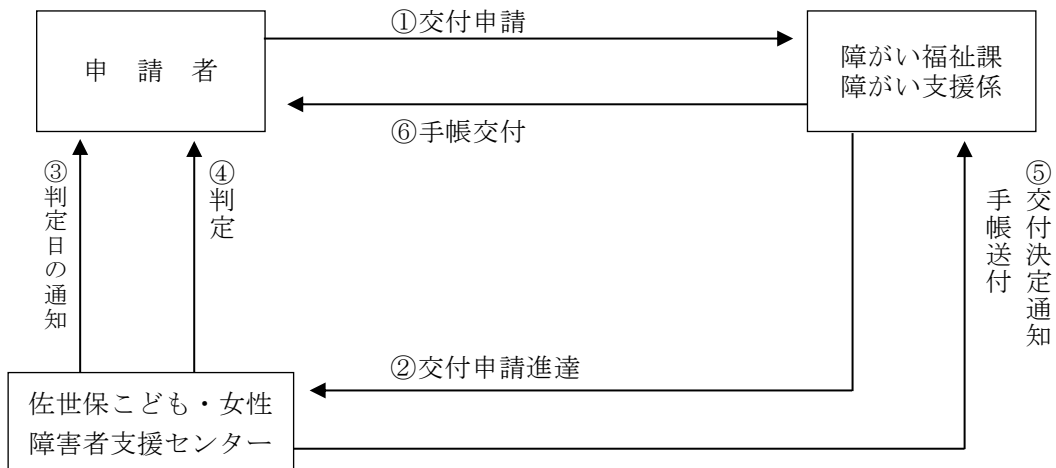 ①交付申請
申　請　者
障がい福祉課
障がい支援係
⑥手帳交付
③判定日の通知
④判定
⑤交付決定通知
手帳送付
②交付申請進達
佐世保こども・女性
障害者支援センター